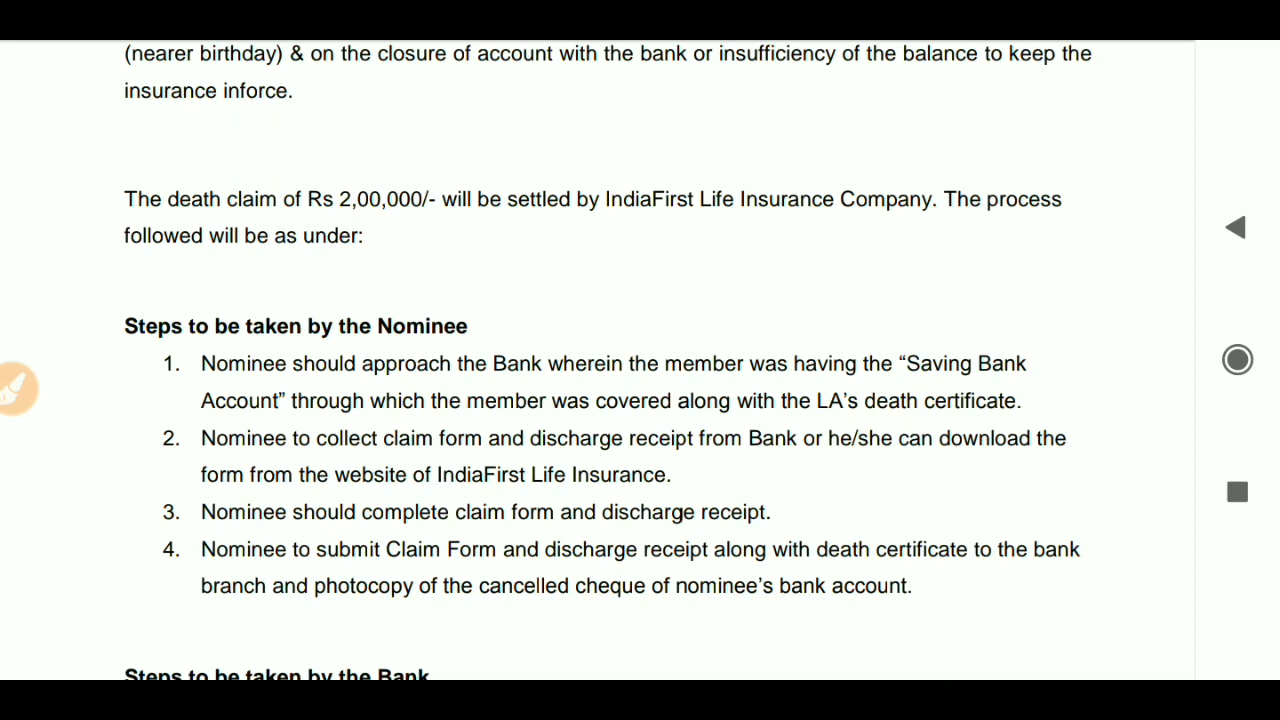 (nearer birthday) & on the closure of account with the bank or insufficiency of the balance to keep the
insurance inforce.
The death claim of Rs 2,00,000/- will be settled by IndiaFirst Life Insurance Company. The process
followed will be as under:
Steps to be taken by the Nominee
1. Nominee should approach the Bank wherein the member was having the “Saving Bank
Account” through which the member was covered along with the LA’s death certificate.
2. Nominee to collect claim form and discharge receipt from Bank or he/she can download the
form from the website of IndiaFirst Life Insurance.
3. Nominee should complete claim form and discharge receipt.
4. Nominee to submit Claim Form and discharge receipt along with death certificate to the bank
branch and photocopy of the cancelled cheque of nominee’s bank account.
Steps to be taken by the Bank